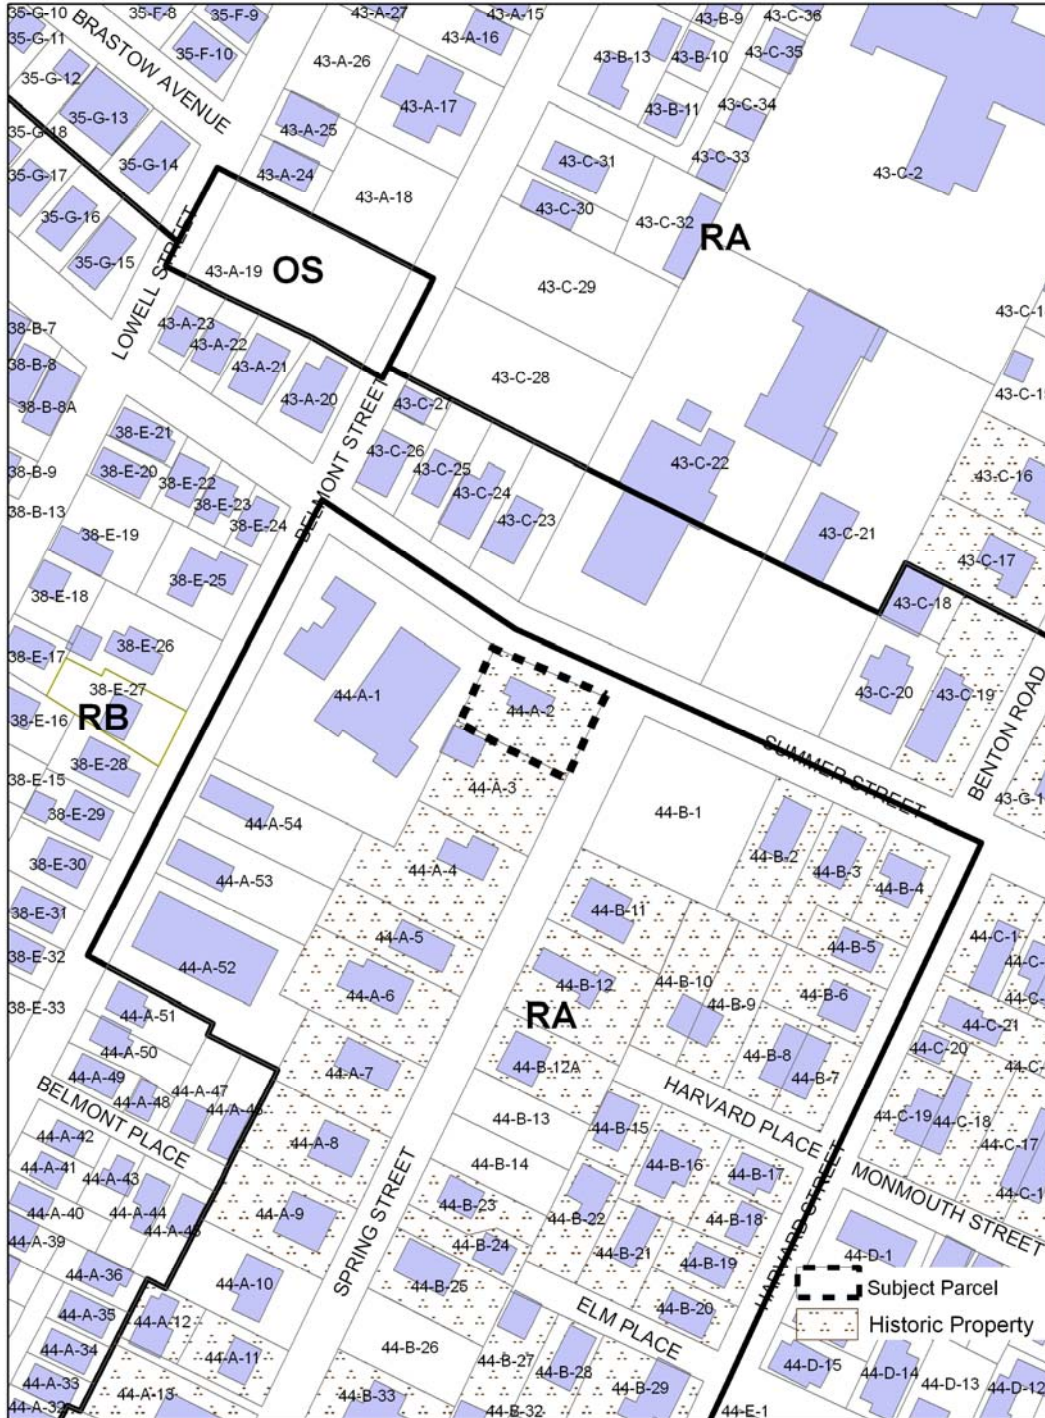 35-G-10
35-F-8
35-F-9
43-A-27
43-A-15
43-B-9
43-C-36
35-G-11
BRASTOW AVENUE
35-F-10
43-A-16
43-B-13
43-B-10
43-C-35
35-G-12
43-A-26
43-A-17
43-B-11
43-C-34
35-G-13
35-G-18
43-A-25
43-C-31
43-C-33
43-C-2
35-G-14
43-A-24
35-G-17
43-A-18
43-C-30
43-C-32
35-G-16
RA
35-G-15
LOWELL STREET
43-A-19
OS
43-C-29
38-B-7
43-A-23
43-A-22
43-A-21
43-A-20
38-B-8
43-C-28
38-B-8A
BELMONT STREET
43-C-27
38-E-21
43-C-26
43-C-25
43-C-24
43-C-23
43-C-22
38-B-9
38-E-20
38-E-22
38-E-23
38-E-24
43-C-16
38-B-13
38-E-19
43-C-21
43-C-17
38-E-25
38-E-18
43-C-18
38-E-17
38-E-26
38-E-27
44-A-1
44-A-2
43-C-20
43-C-19
BENTON ROAD
38-E-16
RB
38-E-28
SUMMER STREET
38-E-15
44-A-3
38-E-29
44-A-54
44-B-1
38-E-30
44-A-53
44-A-4
44-B-2
44-B-3
44-B-4
38-E-31
44-A-5
44-B-11
44-B-5
44-C-1
38-E-32
44-A-52
44-A-6
44-B-12
44-B-10
44-B-9
44-B-6
38-E-33
44-A-51
RA
44-C-21
44-A-50
44-C-20
44-A-49
44-A-48
44-A-47
44-A-7
44-B-12A
44-B-8
44-B-7
BELMONT PLACE
HARVARD PLACE
44-C-19
44-C-18
44-C-17
44-A-42
44-A-8
44-B-13
44-B-15
44-A-41
44-A-43
44-B-14
44-B-16
44-B-17
HARVARD STREET
MONMOUTH STREET
44-A-40
44-A-44
44-A-9
SPRING STREET
44-B-23
44-B-22
44-B-18
44-A-39
44-B-24
44-B-21
44-B-19
44-D-1
44-A-36
44-A-10
44-B-25
44-B-20
Subject Parcel
44-A-35
44-A-12
ELM PLACE
Historic Property
44-A-34
44-A-11
44-B-26
44-B-27
44-B-28
44-D-15
44-D-14
44-D-13
44-D-12
44-A-33
44-A-13
44-B-33
44-B-29
44-A-32
44-B-32
44-E-1